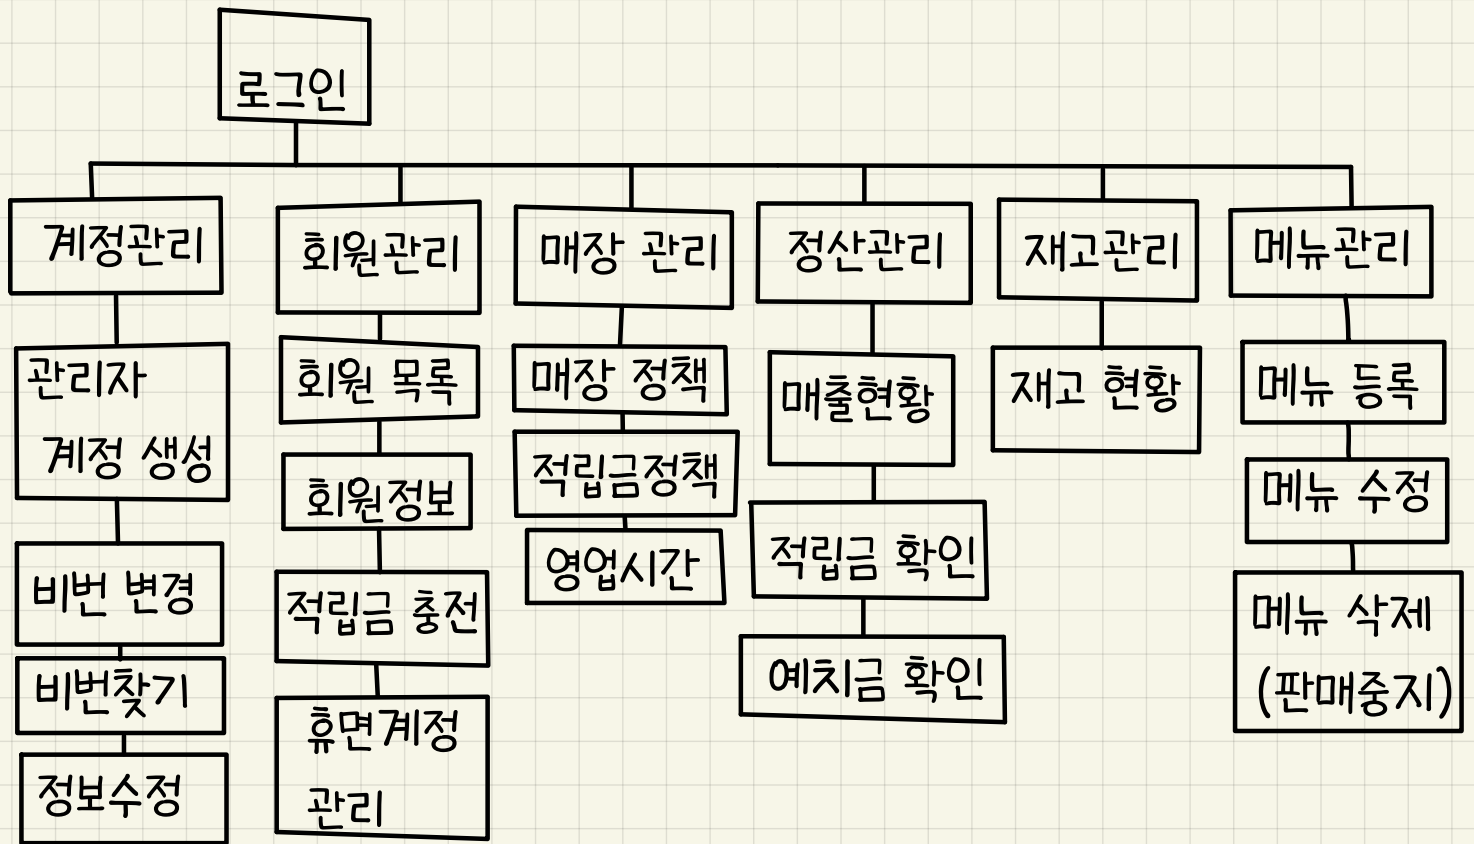 로그인
계정관리
관리자
계정 생성
비번 변경
비번찾기
정보수정
회원관리
회원 목록
회원정보
적립금 충전
휴면계정
관리
매장 관리
매장 정책
적립금정책
영업시간
정산관리
매출현황
적립금 확인
예치금 확인
재고관리
재고 현황
메뉴관리
메뉴 등록
메뉴 수정
메뉴 삭제
(판매중지)